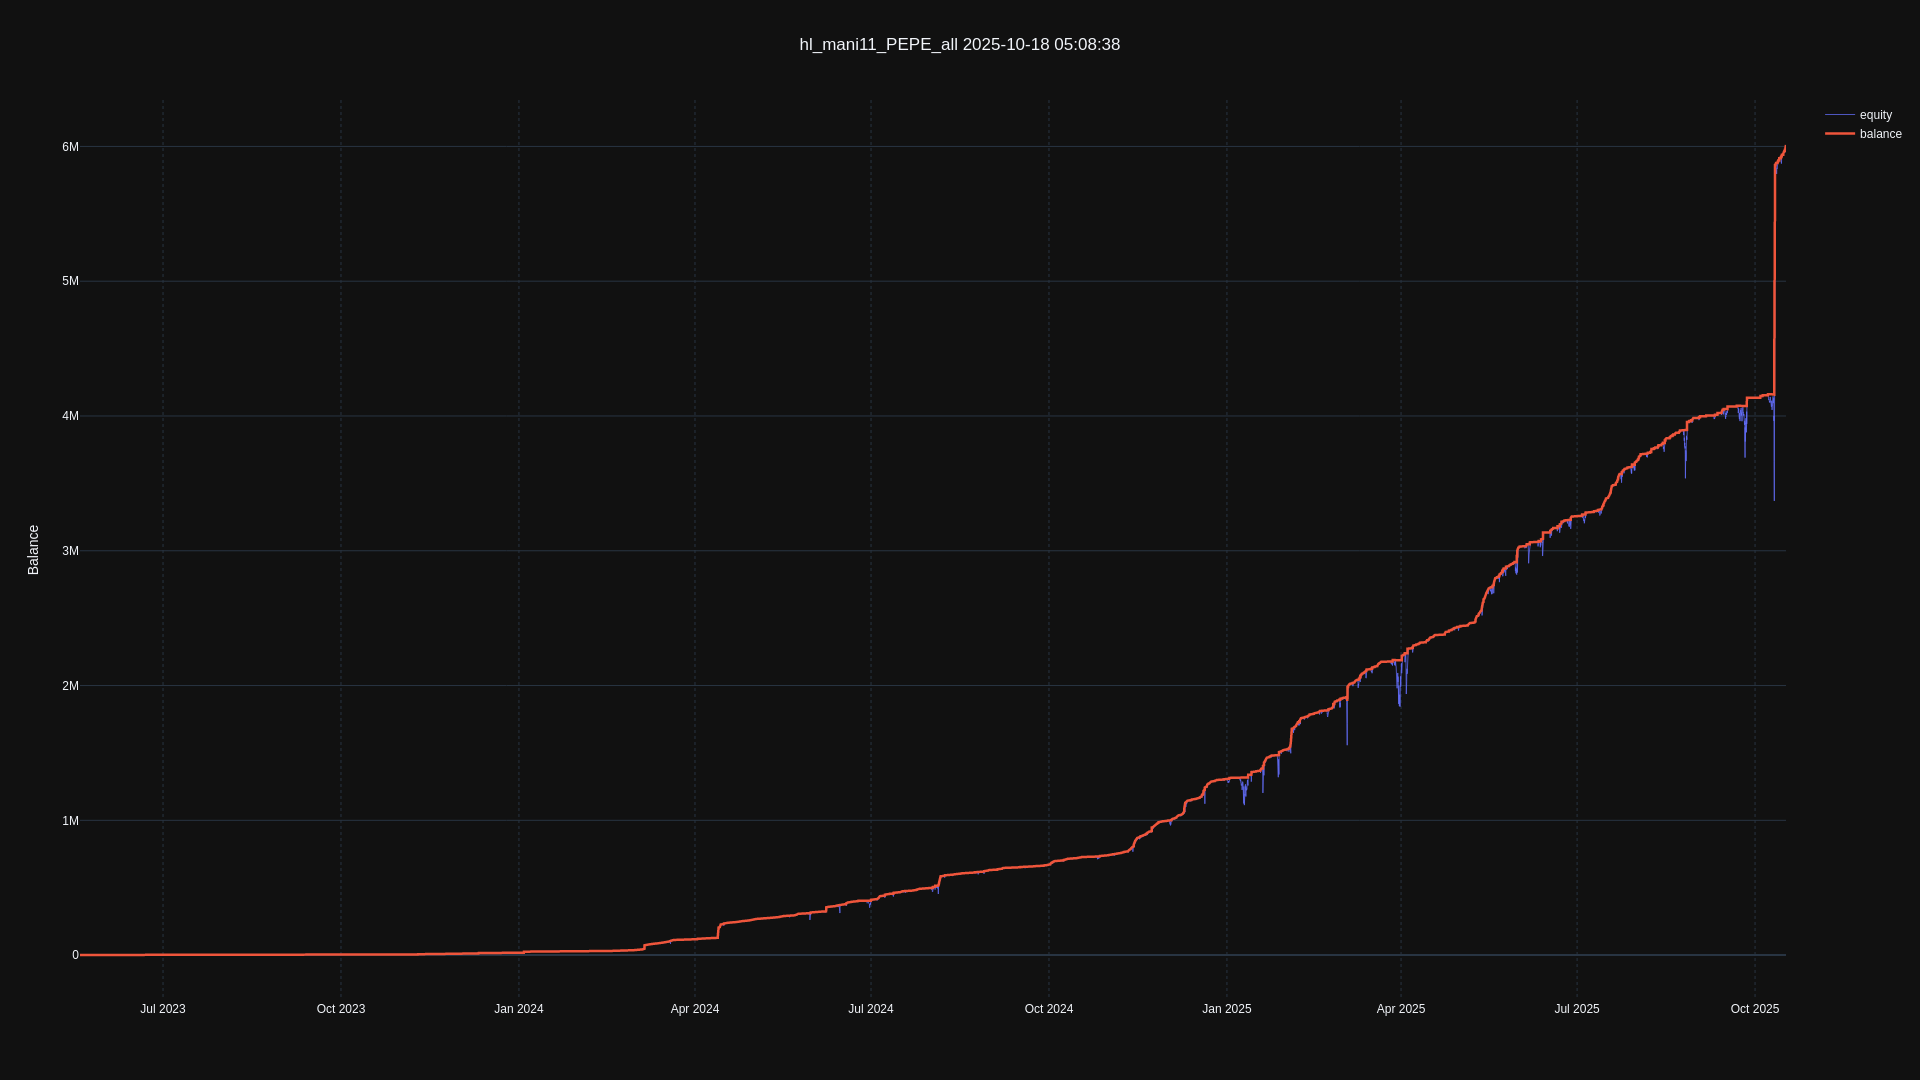 hl_mani11_PEPE_all 2025-10-18 05:08:38
equity
balance
Balance
6M
5M
4M
3M
2M
1M
0
Jul 2023
Oct 2023
Jan 2024
Apr 2024
Jul 2024
Oct 2024
Jan 2025
Apr 2025
Jul 2025
Oct 2025